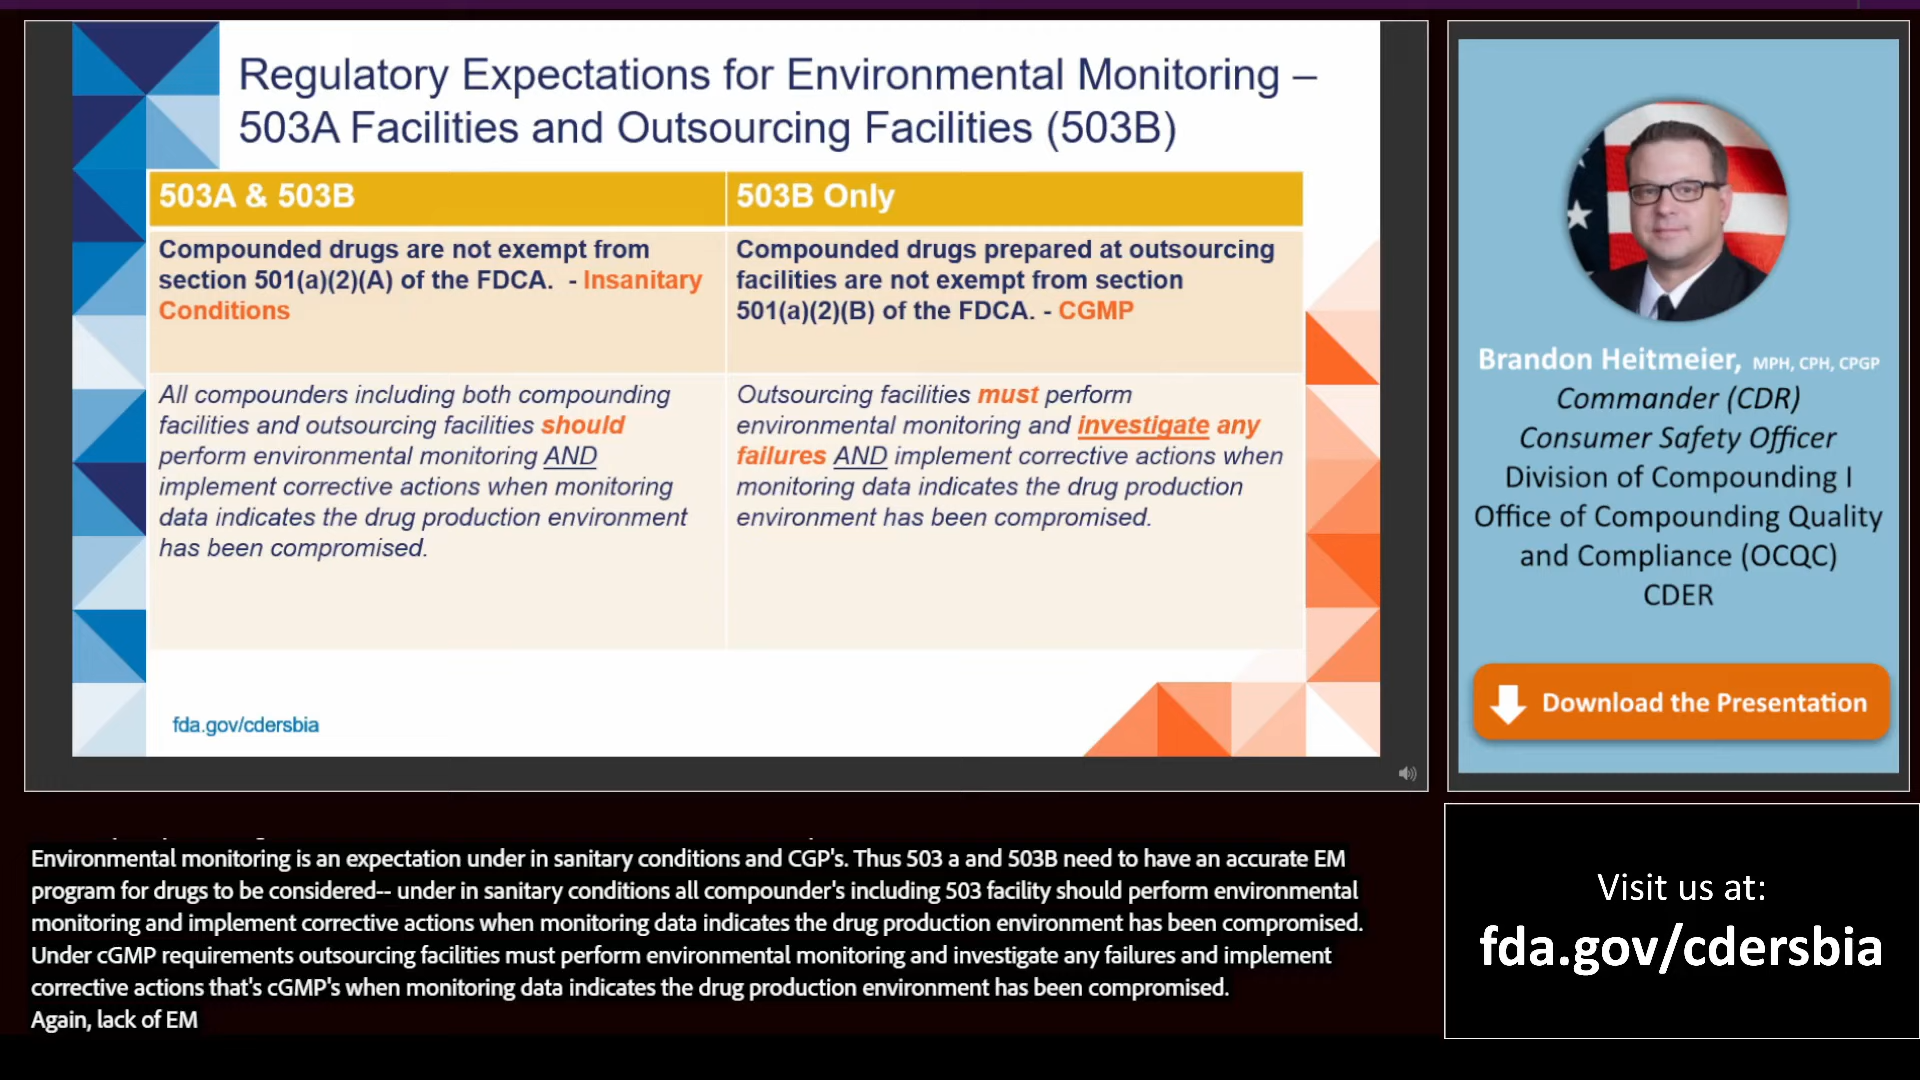 Regulatory Expectations for Environmental Monitoring –
503A Facilities and Outsourcing Facilities (503B)
503A & 503B
503B Only
Compounded drugs are not exempt from
section 501(a)(2)(A) of the FDCA. - Insanitary
Conditions
Compounded drugs prepared at outsourcing
facilities are not exempt from section
501(a)(2)(B) of the FDCA. - CGMP
All compounders including both compounding
facilities and outsourcing facilities should
perform environmental monitoring AND
implement corrective actions when monitoring
data indicates the drug production environment
has been compromised.
Outsourcing facilities must perform
environmental monitoring and investigate any
failures AND implement corrective actions when
monitoring data indicates the drug production
environment has been compromised.
fda.gov/cdersbia
Brandon Heitmeier, MPH, CPH, CPGP
Commander (CDR)
Consumer Safety Officer
Division of Compounding I
Office of Compounding Quality
and Compliance (OCQC)
CDER
Download the Presentation
Environmental monitoring is an expectation under in sanitary conditions and CGP's. Thus 503 a and 503B need to have an accurate EM
program for drugs to be considered-- under in sanitary conditions all compounder's including 503 facility should perform environmental
monitoring and implement corrective actions when monitoring data indicates the drug production environment has been compromised.
Under cGMP requirements outsourcing facilities must perform environmental monitoring and investigate any failures and implement
corrective actions that's cGMP's when monitoring data indicates the drug production environment has been compromised.
Again, lack of EM
Visit us at:
fda.gov/cdersbia